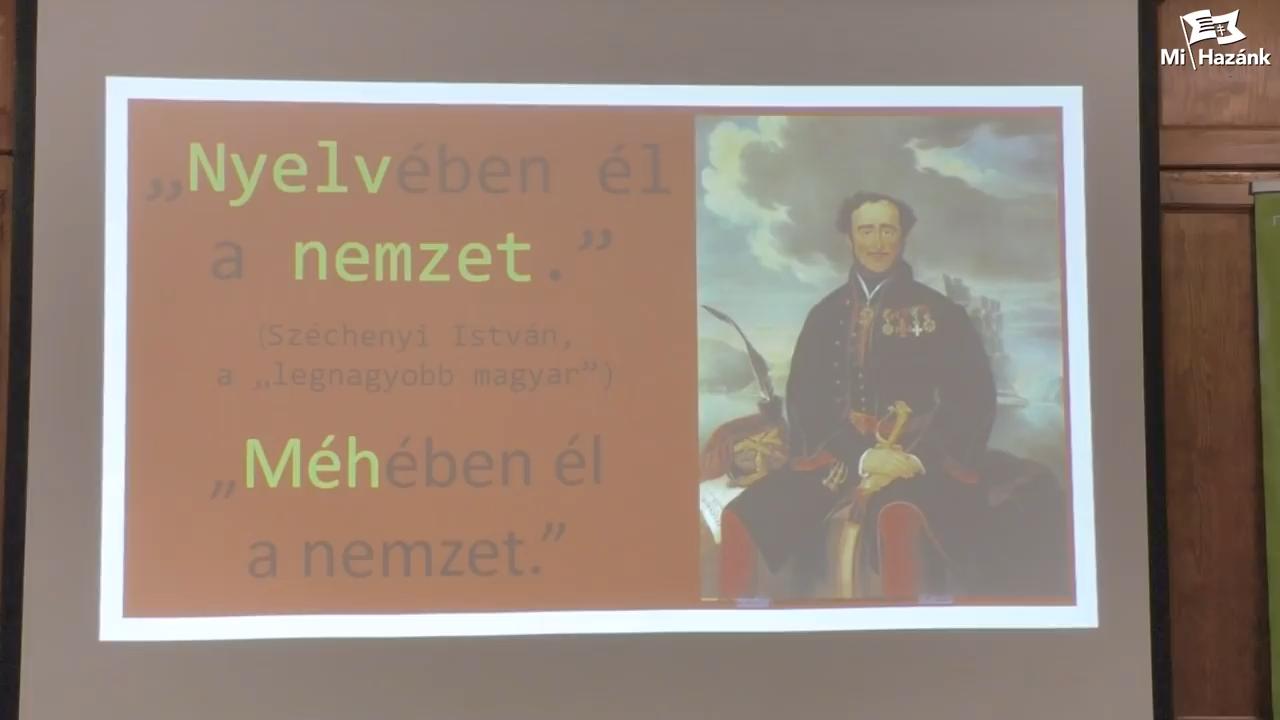 Mi Hazánk
„Nyelvében él
a nemzet.”
(Széchenyi István,
a „legnagyobb magyar”)
„Méhében él
a nemzet.”